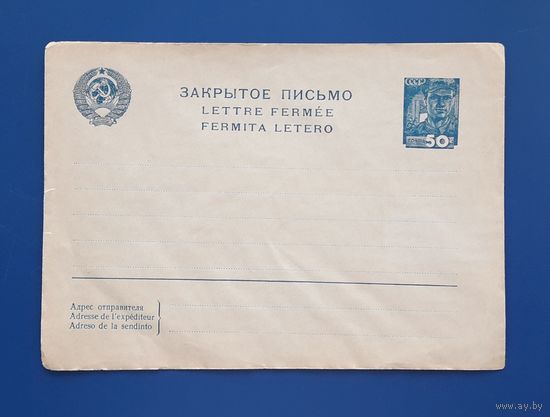 ЗАКРЫТОЕ ПИСЬМО
LETTRE FERMÉE
FERMITA LETERO
СССР
50
Адрес отправителя
Adresse de l'expéditeur
Adreso de la sendinto
www.ay.by